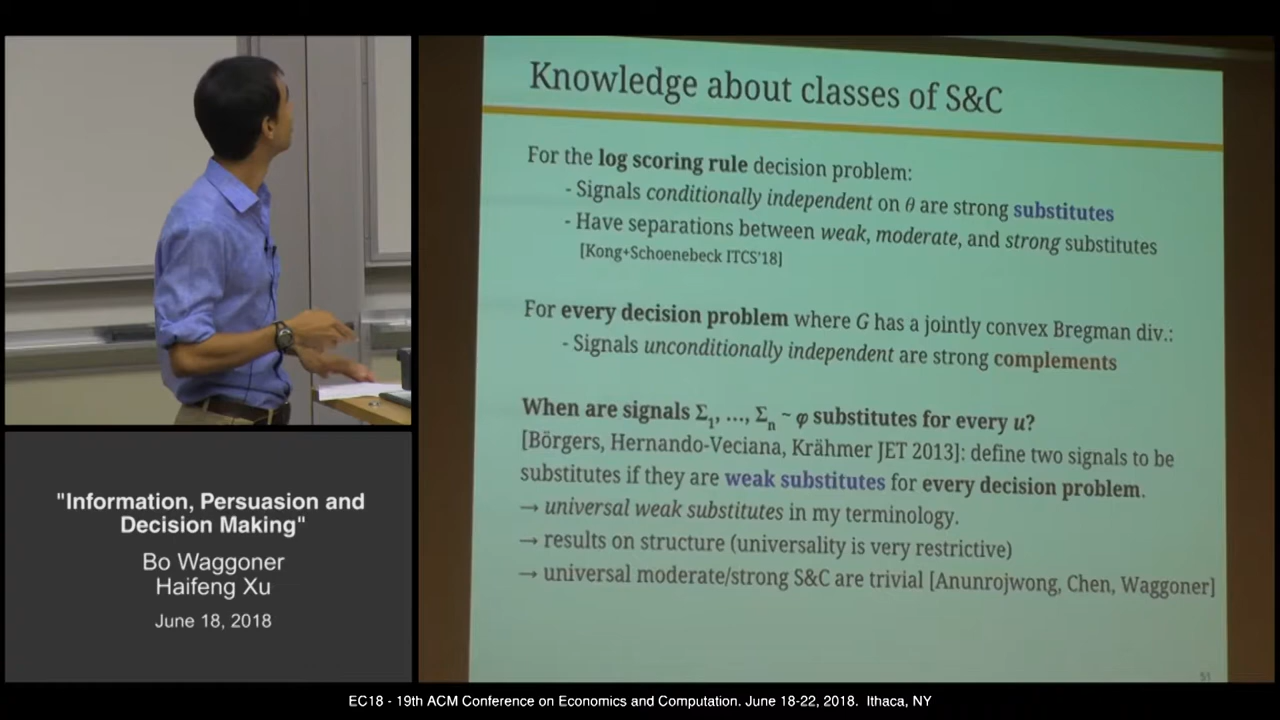 Knowledge about classes of S&C
For the log scoring rule decision problem:
- Signals conditionally independent on θ are strong substitutes
- Have separations between weak, moderate, and strong substitutes
[Kong+Schoenebeck ITCS'18]
For every decision problem where G has a jointly convex Bregman div.:
- Signals unconditionally independent are strong complements
When are signals Σ₁, ..., Σₙ ~ φ substitutes for every u?
[Börgers, Hernando-Veciana, Krähmer JET 2013]: define two signals to be
substitutes if they are weak substitutes for every decision problem.
→ universal weak substitutes in my terminology.
→ results on structure (universality is very restrictive)
→ universal moderate/strong S&C are trivial [Anunrojwong, Chen, Waggoner]
51
"Information, Persuasion and
Decision Making"
Bo Waggoner
Haifeng Xu
June 18, 2018
EC18 - 19th ACM Conference on Economics and Computation. June 18-22, 2018. Ithaca, NY